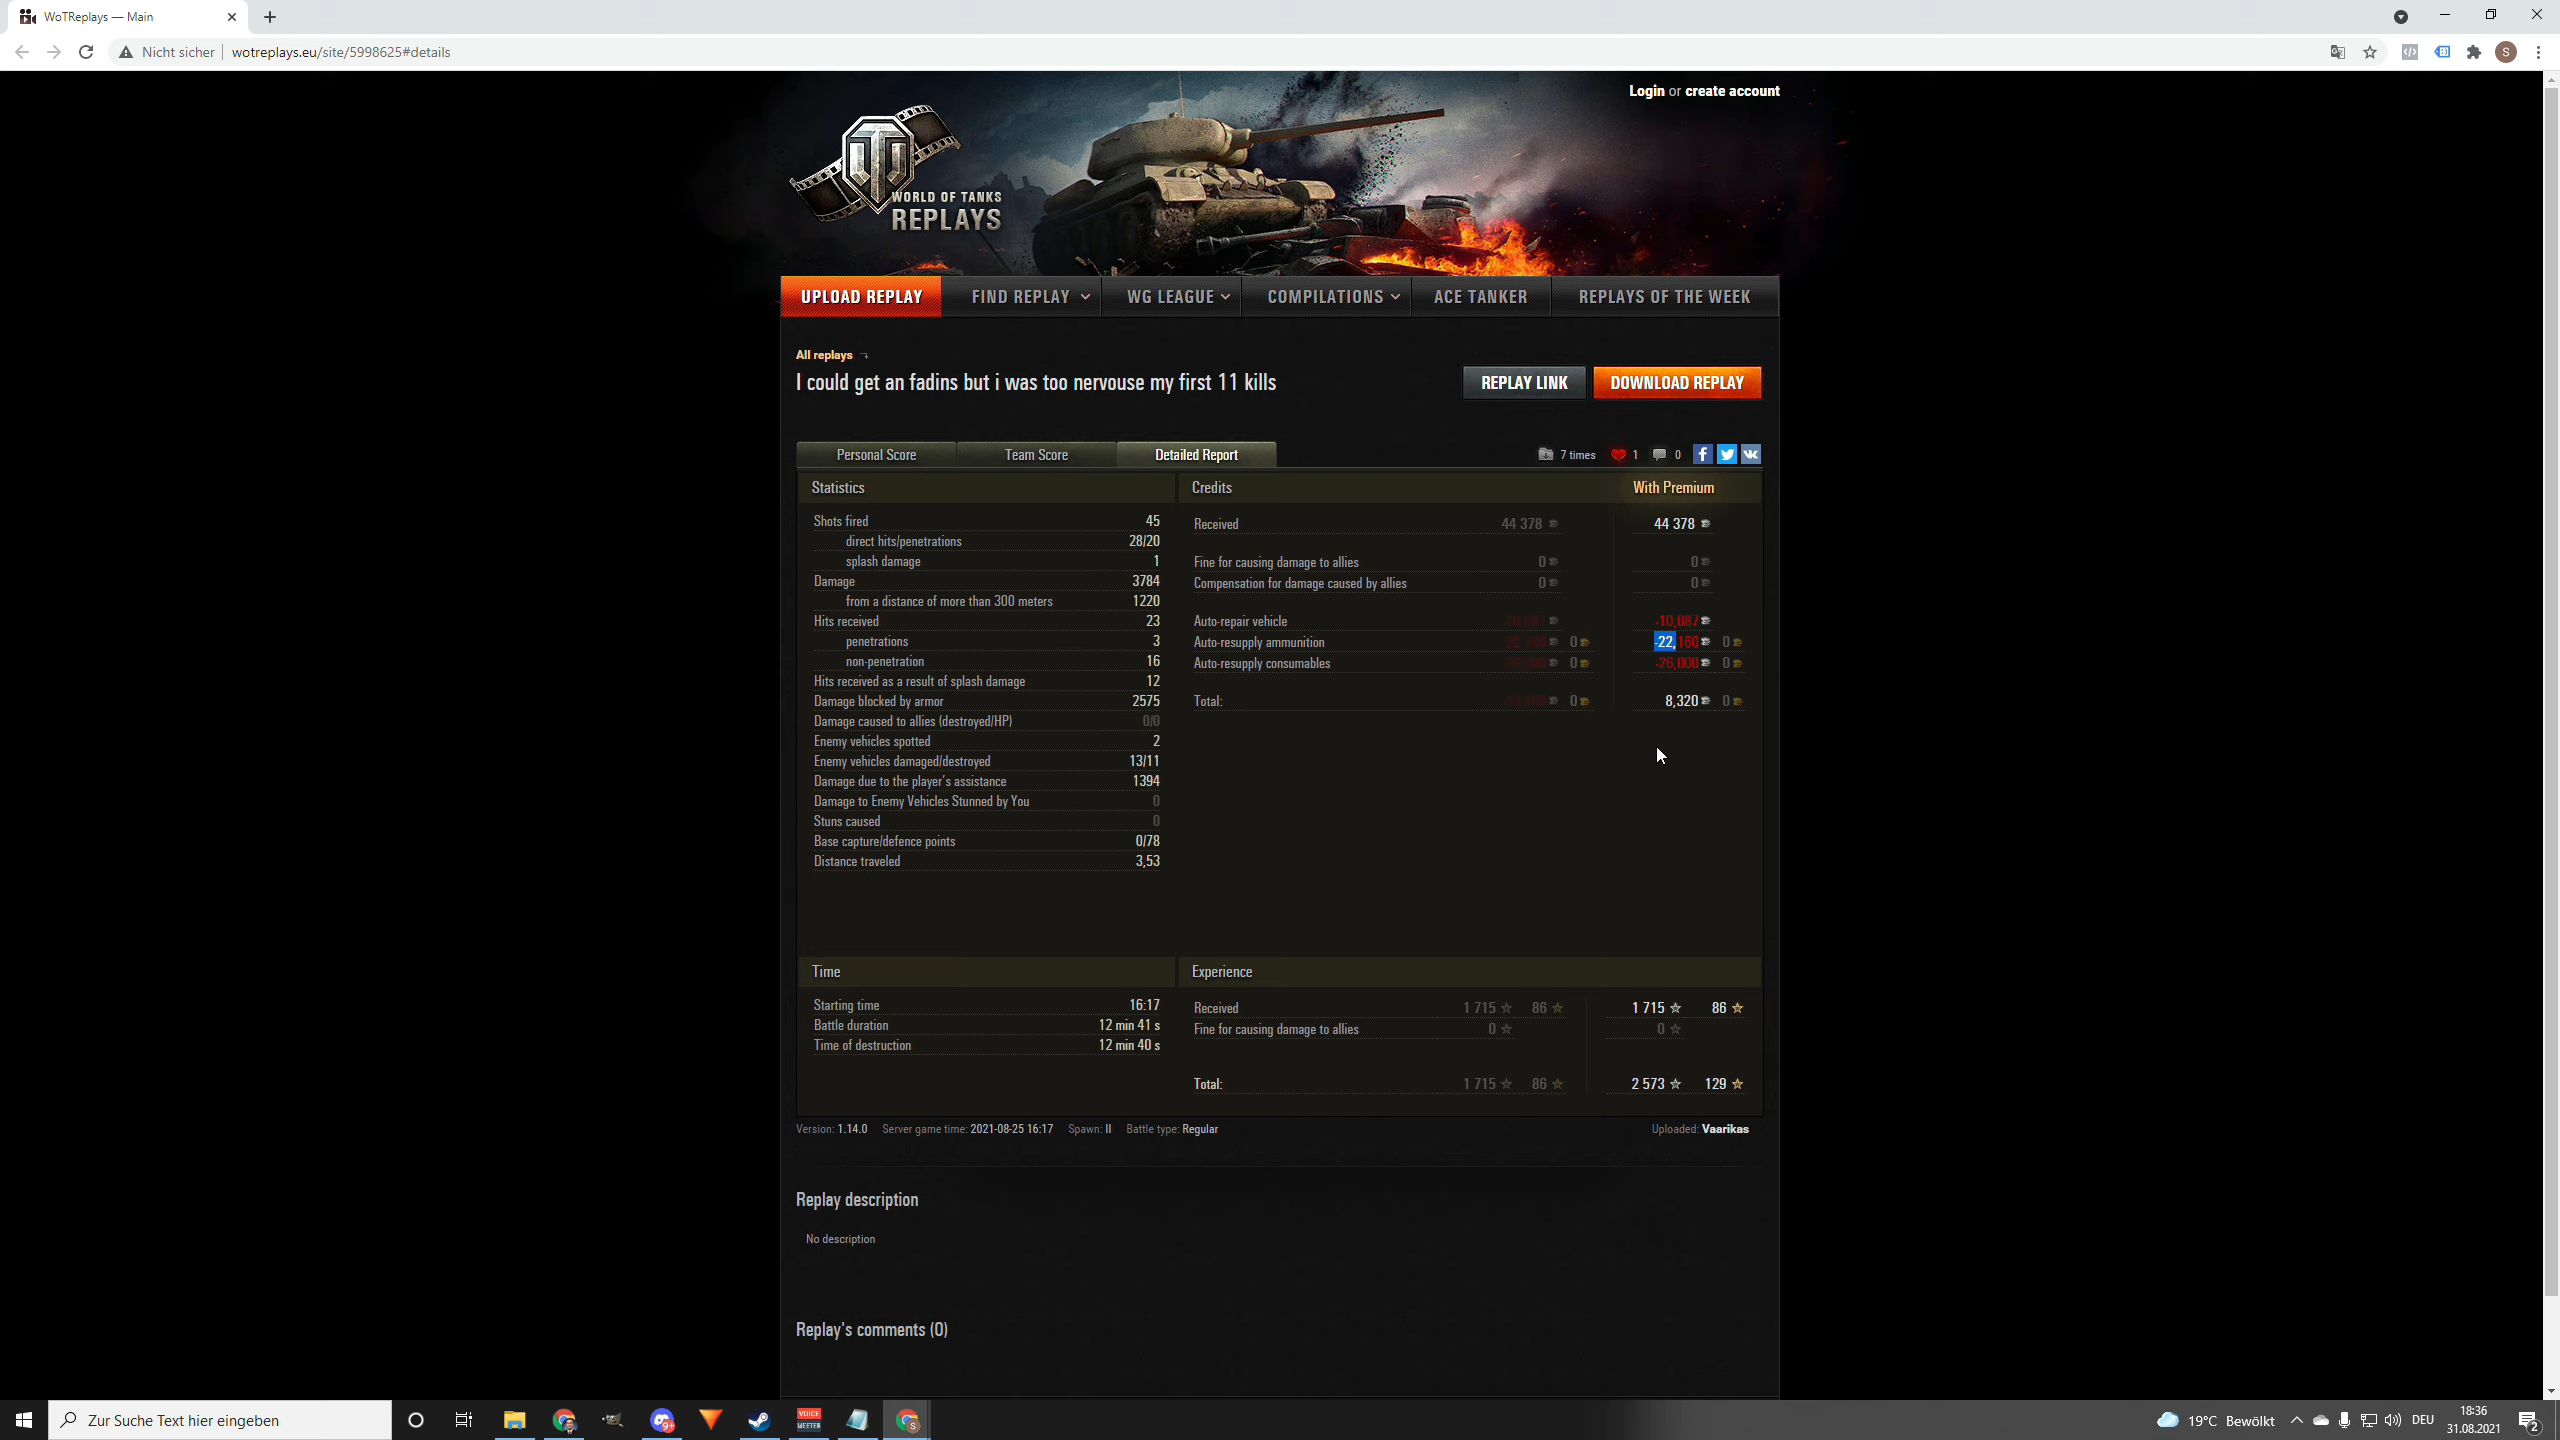 WoTReplays — Main
Nicht sicher wotreplays.eu/site/5998625#details
S
Login or create account
WORLD OF TANKS
REPLAYS
UPLOAD REPLAY FIND REPLAY WG LEAGUE COMPILATIONS ACE TANKER REPLAYS OF THE WEEK
All replays
I could get an fadins but i was too nervouse my first 11 kills
REPLAY LINK DOWNLOAD REPLAY
Personal Score Team Score Detailed Report 7 times 1 0
Statistics Credits With Premium
Shots fired 45
direct hits/penetrations 28/20
splash damage 1
Damage 3784
from a distance of more than 300 meters 1220
Hits received 23
penetrations 3
non-penetration 16
Hits received as a result of splash damage 12
Damage blocked by armor 2575
Damage caused to allies (destroyed/HP) 0/0
Enemy vehicles spotted 2
Enemy vehicles damaged/destroyed 13/11
Damage due to the player's assistance 1394
Damage to Enemy Vehicles Stunned by You 0
Stuns caused 0
Base capture/defence points 0/78
Distance traveled 3,53
Received 44 378 44 378
Fine for causing damage to allies 0 0
Compensation for damage caused by allies 0 0
Auto-repair vehicle -10,087
Auto-resupply ammunition 0 -22,160 0
Auto-resupply consumables 0 -26,000 0
Total: 0 8,320 0
Time Experience
Starting time 16:17
Battle duration 12 min 41 s
Time of destruction 12 min 40 s
Received 1 715 86 1 715 86
Fine for causing damage to allies 0 0
Total: 1 715 86 2 573 129
Version: 1.14.0 Server game time: 2021-08-25 16:17 Spawn: II Battle type: Regular Uploaded: Vaarikas
Replay description
No description
Replay's comments (0)
Zur Suche Text hier eingeben
9+
VOICE
MEETER
S
19°C Bewölkt
DEU
18:36
31.08.2021
2